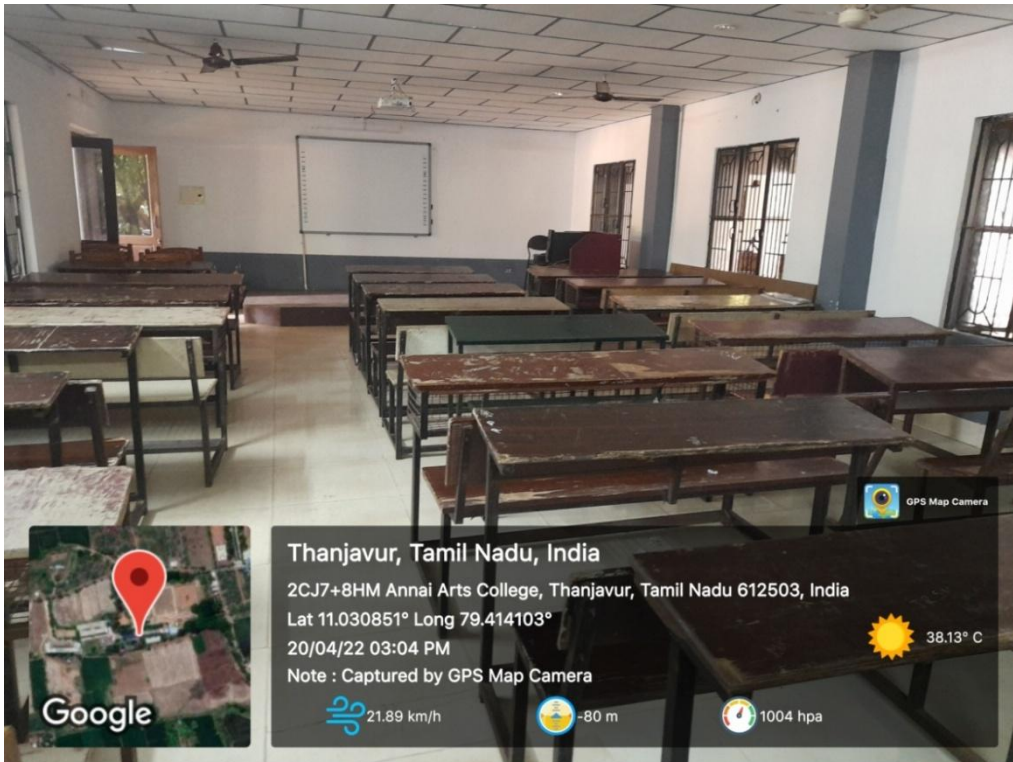 GPS Map Camera
Thanjavur, Tamil Nadu, India
2CJ7+8HM Annai Arts College, Thanjavur, Tamil Nadu 612503, India
Lat 11.030851° Long 79.414103°
20/04/22 03:04 PM
Note : Captured by GPS Map Camera
38.13° C
Google
21.89 km/h
-80 m
1004 hpa